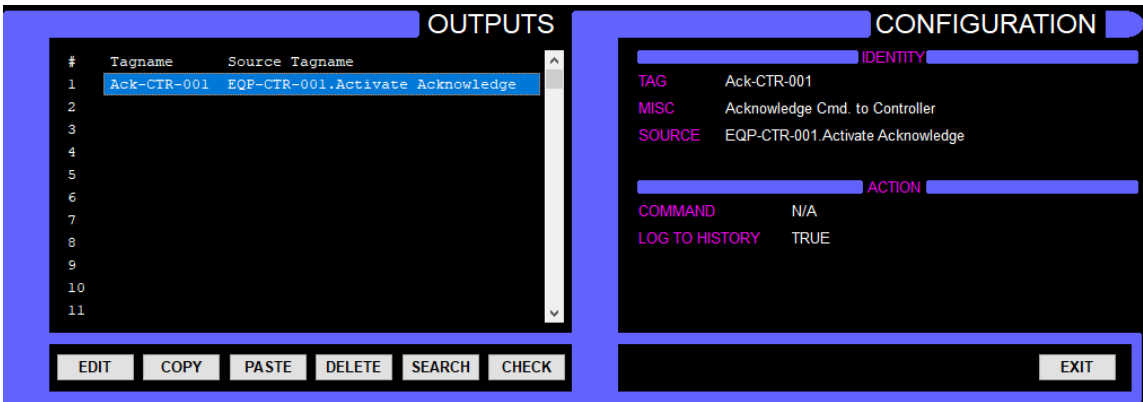 OUTPUTS
# Tagname Source Tagname
1 Ack-CTR-001 EQP-CTR-001.Activate Acknowledge
2
3
4
5
6
7
8
9
10
11
EDIT COPY PASTE DELETE SEARCH CHECK
CONFIGURATION
IDENTITY
TAG Ack-CTR-001
MISC Acknowledge Cmd. to Controller
SOURCE EQP-CTR-001.Activate Acknowledge
ACTION
COMMAND N/A
LOG TO HISTORY TRUE
EXIT